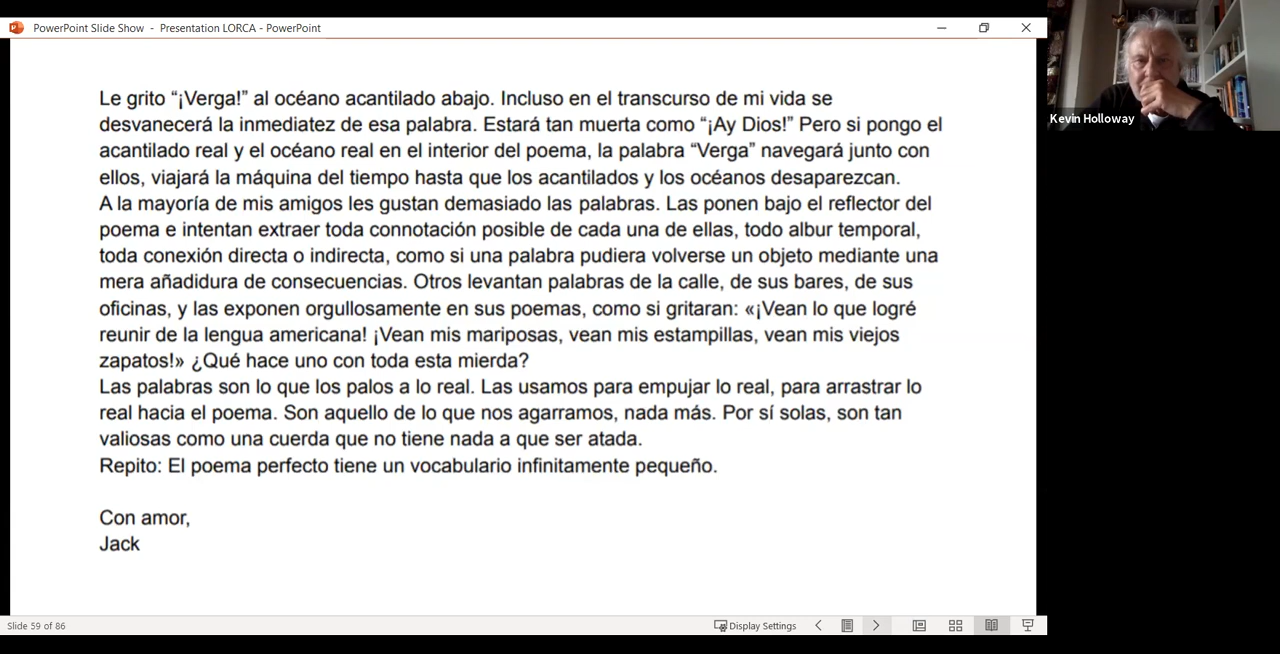 PowerPoint Slide Show - Presentation LORCA - PowerPoint
Kevin Holloway
Le grito “¡Verga!” al océano acantilado abajo. Incluso en el transcurso de mi vida se
desvanecerá la inmediatez de esa palabra. Estará tan muerta como “¡Ay Dios!” Pero si pongo el
acantilado real y el océano real en el interior del poema, la palabra “Verga” navegará junto con
ellos, viajará la máquina del tiempo hasta que los acantilados y los océanos desaparezcan.
A la mayoría de mis amigos les gustan demasiado las palabras. Las ponen bajo el reflector del
poema e intentan extraer toda connotación posible de cada una de ellas, todo albur temporal,
toda conexión directa o indirecta, como si una palabra pudiera volverse un objeto mediante una
mera añadidura de consecuencias. Otros levantan palabras de la calle, de sus bares, de sus
oficinas, y las exponen orgullosamente en sus poemas, como si gritaran: «¡Vean lo que logré
reunir de la lengua americana! ¡Vean mis mariposas, vean mis estampillas, vean mis viejos
zapatos!» ¿Qué hace uno con toda esta mierda?
Las palabras son lo que los palos a lo real. Las usamos para empujar lo real, para arrastrar lo
real hacia el poema. Son aquello de lo que nos agarramos, nada más. Por sí solas, son tan
valiosas como una cuerda que no tiene nada a que ser atada.
Repito: El poema perfecto tiene un vocabulario infinitamente pequeño.
Con amor,
Jack
Slide 59 of 86
Display Settings